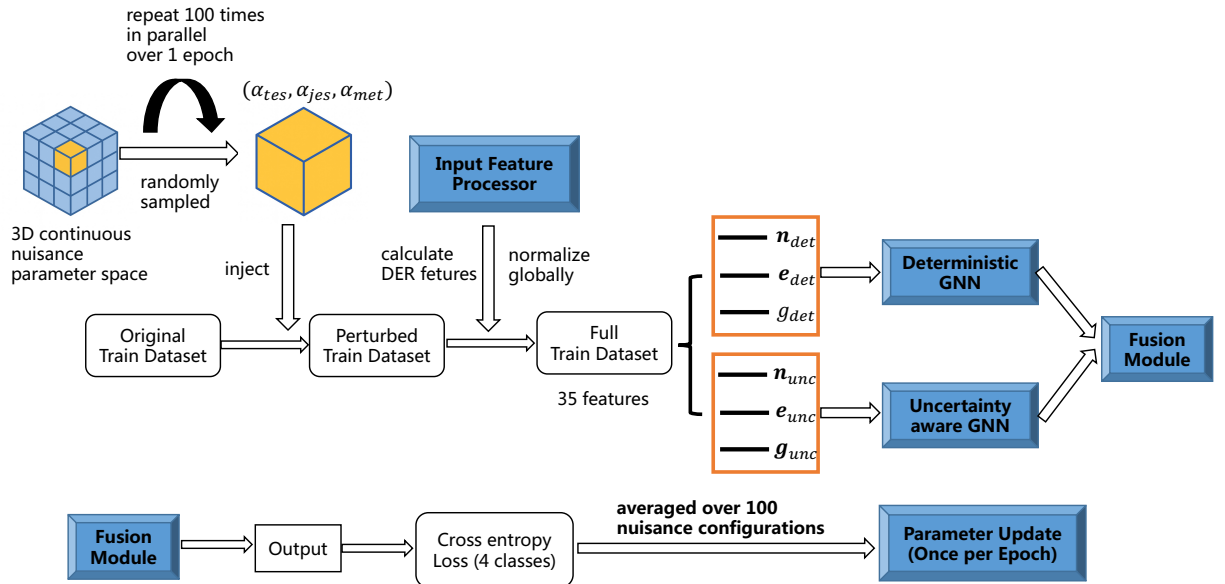 repeat 100 times
in parallel
over 1 epoch
(α_tes, α_jes, α_met)
randomly
sampled
3D continuous
nuisance
parameter space
inject
Input Feature
Processor
calculate
DER fetures
normalize
globally
Original
Train Dataset
Perturbed
Train Dataset
Full
Train Dataset
35 features
n_det
e_det
g_det
n_unc
e_unc
g_unc
Deterministic
GNN
Uncertainty
aware GNN
Fusion
Module
Fusion
Module
Output
Cross entropy
Loss (4 classes)
averaged over 100
nuisance configurations
Parameter Update
(Once per Epoch)